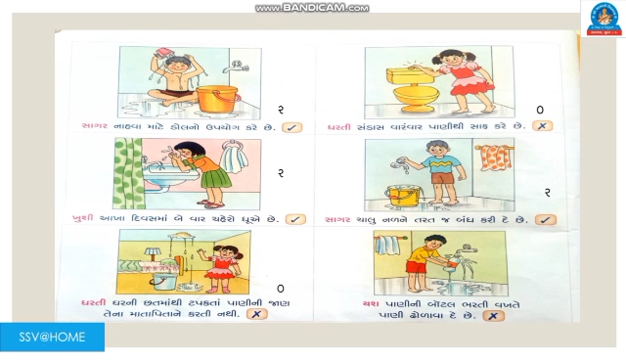 www.BANDICAM.com
૨
સાગર નાહવા માટે ડોલનો ઉપયોગ કરે છે. ✓
૦
ધરતી સંડાસ વારંવાર પાણીથી સાફ કરે છે. ✗
૨
ખુશી આખા દિવસમાં બે વાર ચહેરો ધૂએ છે. ✓
૨
સાગર ચાલુ નળને તરત જ બંધ કરી દે છે. ✓
૦
ધરતી ઘરની છતમાંથી ટપકતાં પાણીની જાણ
તેના માતાપિતાને કરતી નથી. ✗
યશ પાણીની બૉટલ ભરતી વખતે
પાણી ઢોળાવા દે છે. ✗
SSV@HOME